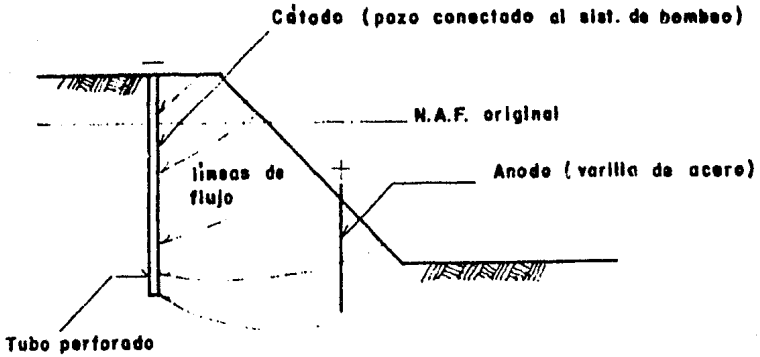 Cátodo (pozo conectado al sist. de bombeo)
N.A.F. original
líneas de
flujo
Anodo (varilla de acero)
Tubo perforado